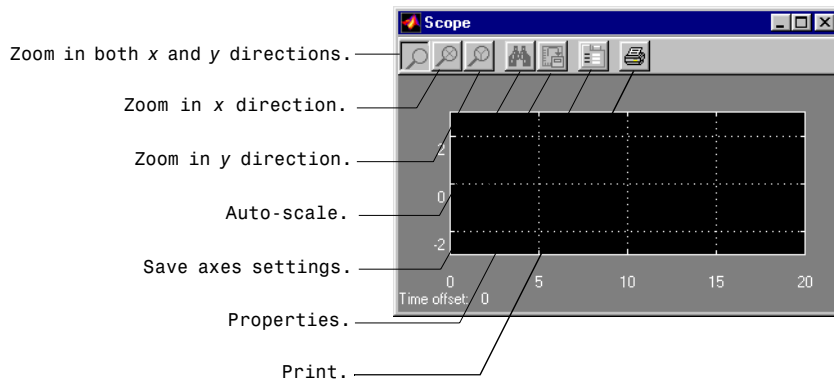 Scope
Zoom in both x and y directions.
Zoom in x direction.
Zoom in y direction.
Auto-scale.
Save axes settings.
Properties.
Print.
2
0
-2
0 5 10 15 20
Time offset: 0